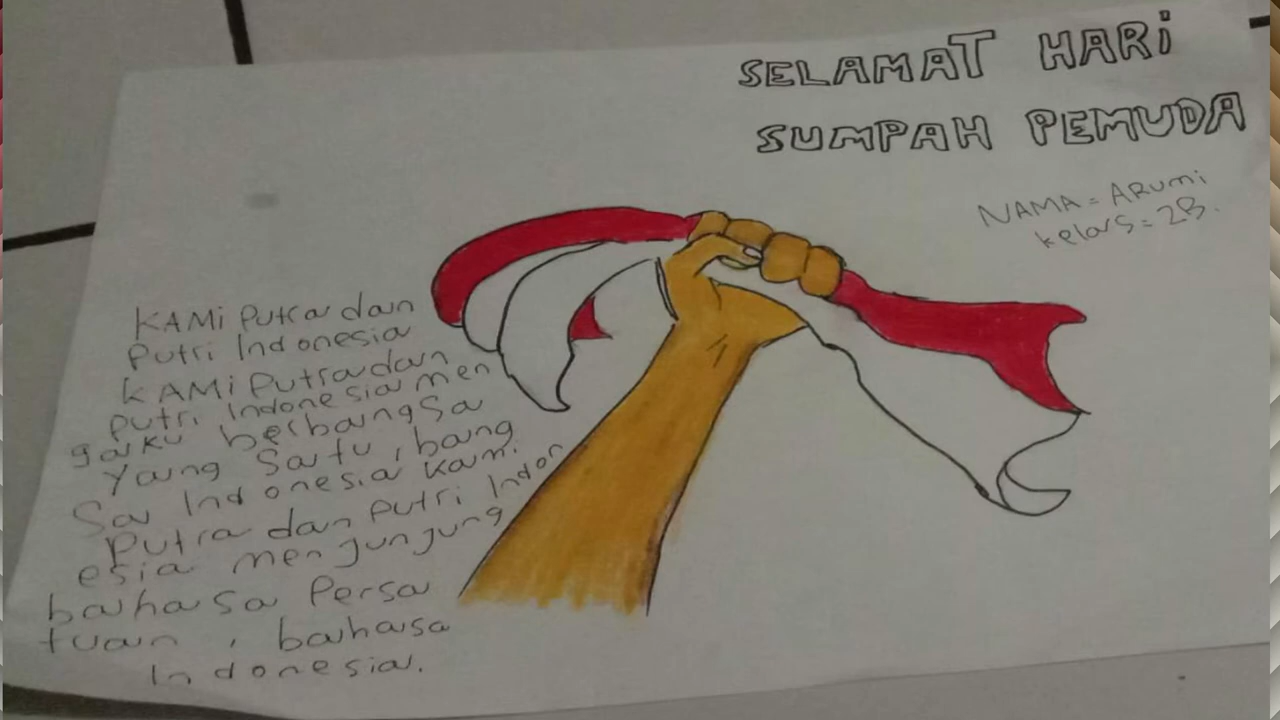 SELAMAT HARI
SUMPAH PEMUDA
NAMA = ARUMI
kelas = 2B.
KAMI Putra dan
Putri Indonesia
KAMI Putra dan
Putri Indonesia men
gaku berbangsa
Yang Satu, bang
Sa Indonesia Kami
Putra dan Putri Indon
esia menjunjung
bahasa Persa
tuan , bahasa
Indonesia.